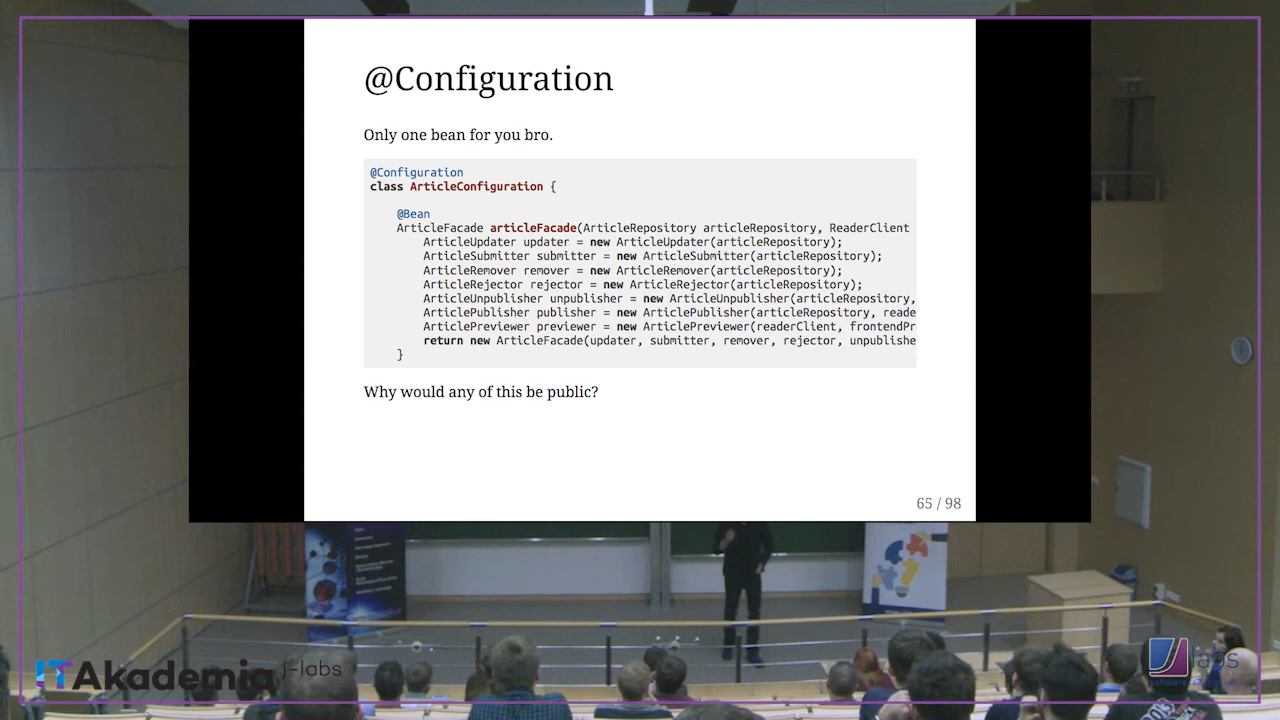 @Configuration
Only one bean for you bro.
@Configuration
class ArticleConfiguration {
@Bean
ArticleFacade articleFacade(ArticleRepository articleRepository, ReaderClient
ArticleUpdater updater = new ArticleUpdater(articleRepository);
ArticleSubmitter submitter = new ArticleSubmitter(articleRepository);
ArticleRemover remover = new ArticleRemover(articleRepository);
ArticleRejector rejector = new ArticleRejector(articleRepository);
ArticleUnpublisher unpublisher = new ArticleUnpublisher(articleRepository,
ArticlePublisher publisher = new ArticlePublisher(articleRepository, reade
ArticlePreviewer previewer = new ArticlePreviewer(readerClient, frontendPr
return new ArticleFacade(updater, submitter, remover, rejector, unpublishe
}
Why would any of this be public?
65 / 98
ITAkademia j-labs
labs